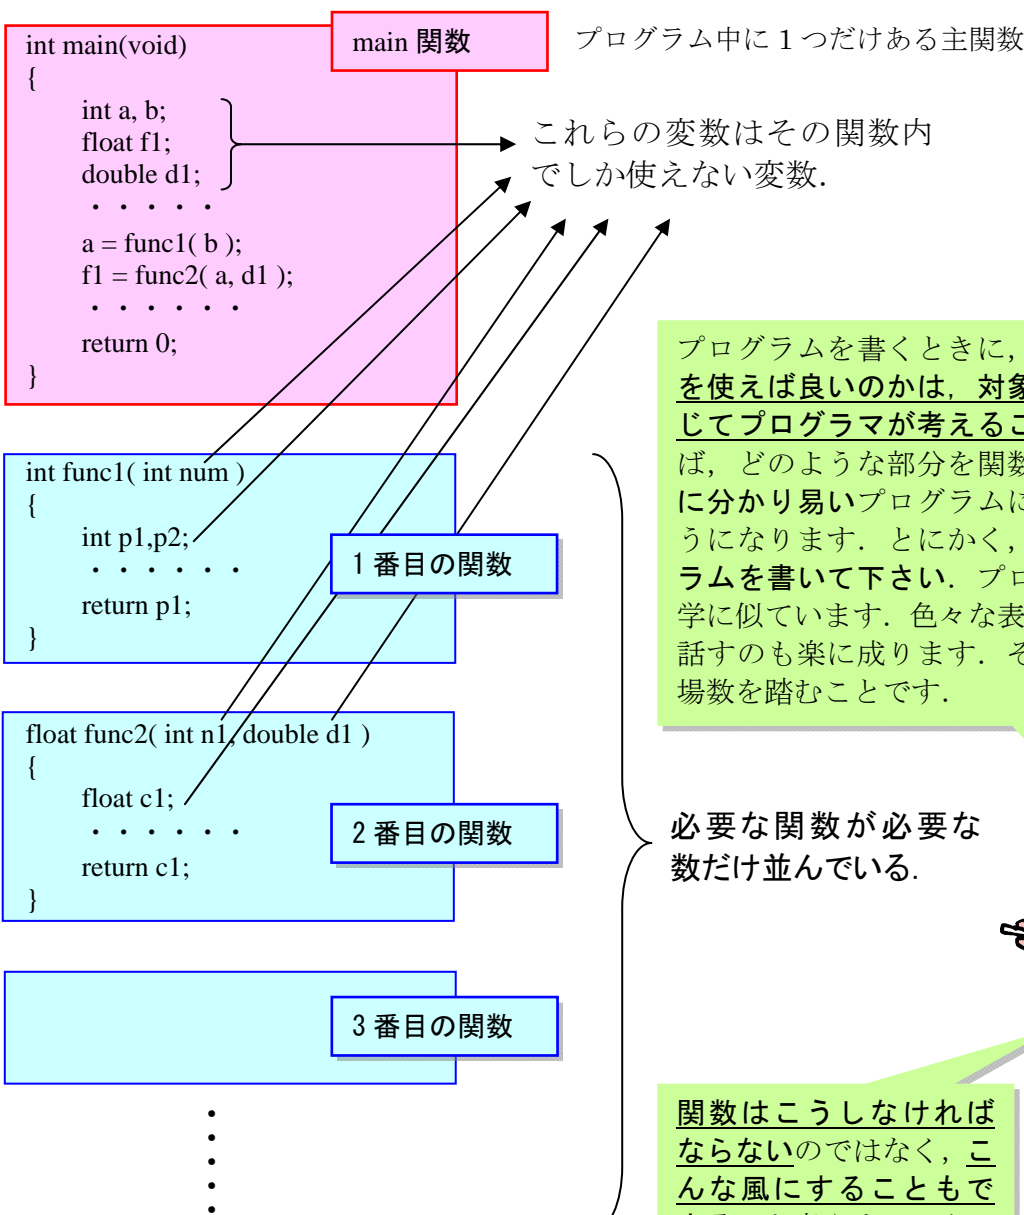 int main(void)
{
int a, b;
float f1;
double d1;
・・・・・
a = func1( b );
f1 = func2( a, d1 );
・・・・・・
return 0;
}
main 関数
プログラム中に 1 つだけある主関数
これらの変数はその関数内
でしか使えない変数．
int func1( int num )
{
int p1,p2;
・・・・・・
return p1;
}
1 番目の関数
float func2( int n1, double d1 )
{
float c1;
・・・・・・
return c1;
}
2 番目の関数
3 番目の関数
・
・
・
・
・
プログラムを書くときに，
を使えば良いのかは，対象
じてプログラマが考えるこ
ば，どのような部分を関数
に分かり易いプログラムに
うになります．とにかく，
ラムを書いて下さい．プロ
学に似ています．色々な表
話すのも楽に成ります．そ
場数を踏むことです．
必要な関数が必要な
数だけ並んでいる．
関数はこうしなければ
ならないのではなく，こ
んな風にすることもで